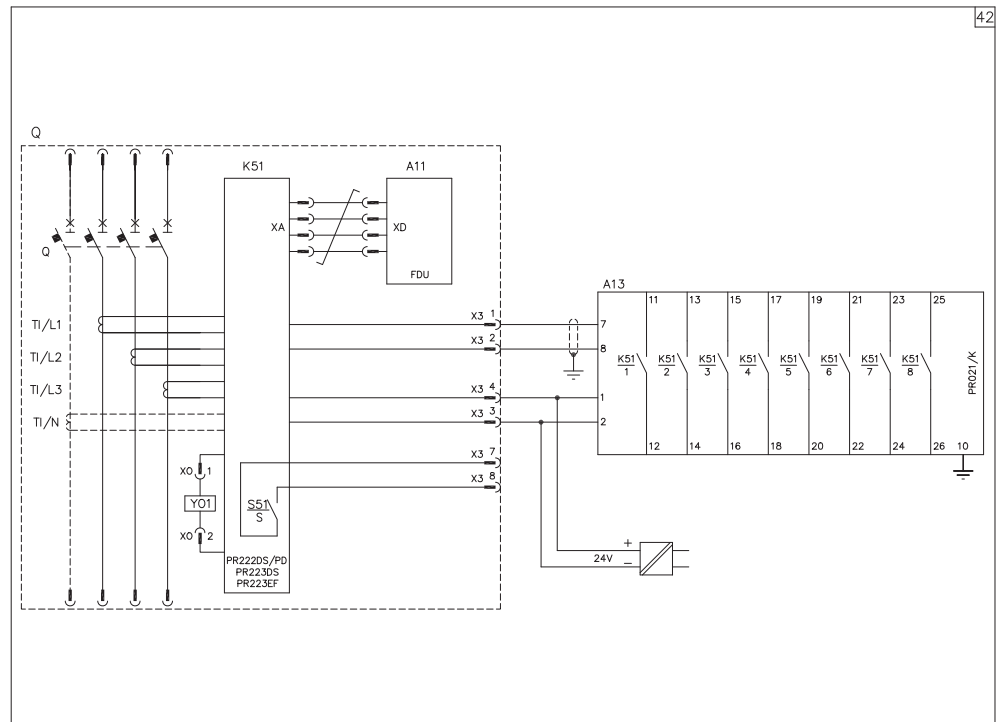 42
Q
K51
A11
XA
XD
FDU
Q
A13
11 13 15 17 19 21 23 25
TI/L1
X3 1
7
TI/L2
X3 2
8
K51 K51 K51 K51 K51 K51 K51 K51
1 2 3 4 5 6 7 8
PR021/K
TI/L3
X3 4
1
TI/N
X3 3
2
12 14 16 18 20 22 24 26 10
X3 7
X0 1
X3 8
YO1
S51
S
X0 2
+
24V
−
PR222DS/PD
PR223DS
PR223EF